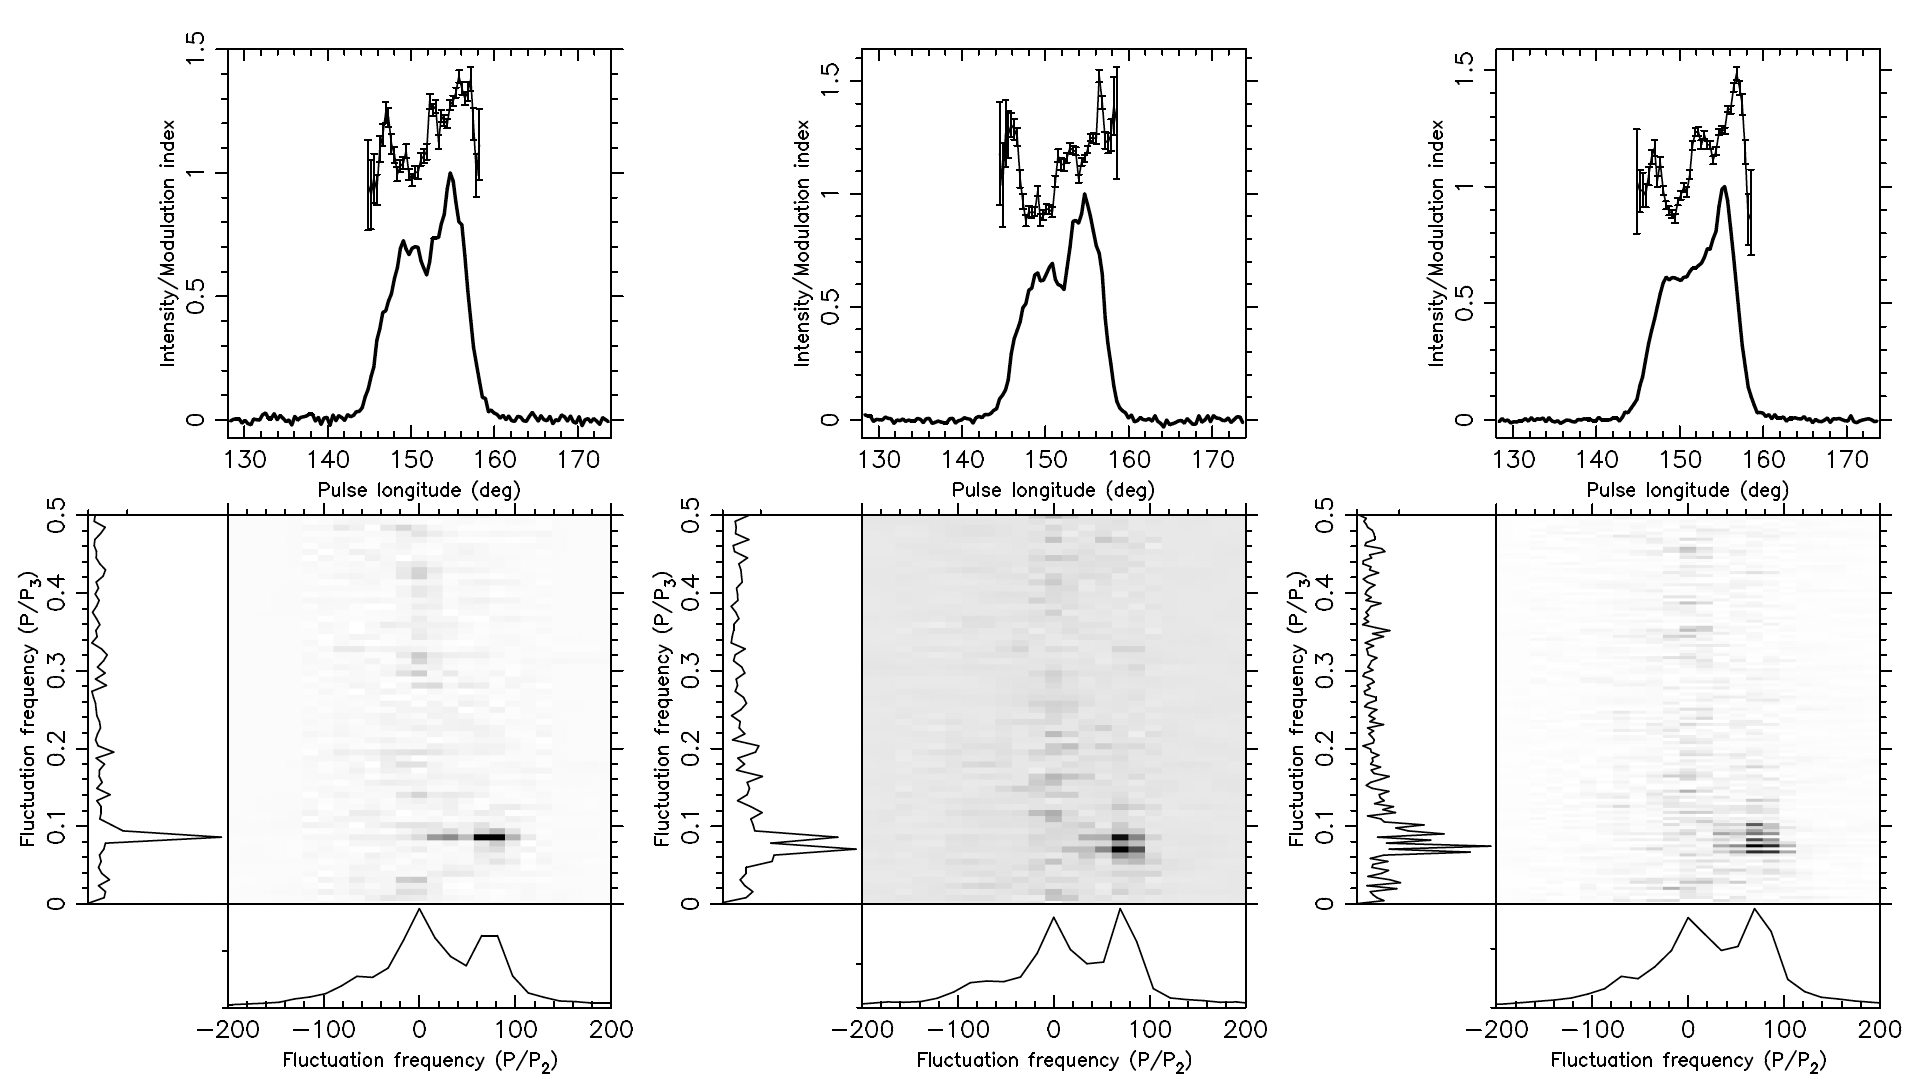 1.5
1
0.5
0
Intensity/Modulation index
130 140 150 160 170
Pulse longitude (deg)
1.5
1
0.5
0
Intensity/Modulation index
130 140 150 160 170
Pulse longitude (deg)
1.5
1
0.5
0
Intensity/Modulation index
130 140 150 160 170
Pulse longitude (deg)
0.5
0.4
0.3
0.2
0.1
0
Fluctuation frequency (P/P₃)
−200 −100 0 100 200
Fluctuation frequency (P/P₂)
0.5
0.4
0.3
0.2
0.1
0
Fluctuation frequency (P/P₃)
−200 −100 0 100 200
Fluctuation frequency (P/P₂)
0.5
0.4
0.3
0.2
0.1
0
Fluctuation frequency (P/P₃)
−200 −100 0 100 200
Fluctuation frequency (P/P₂)